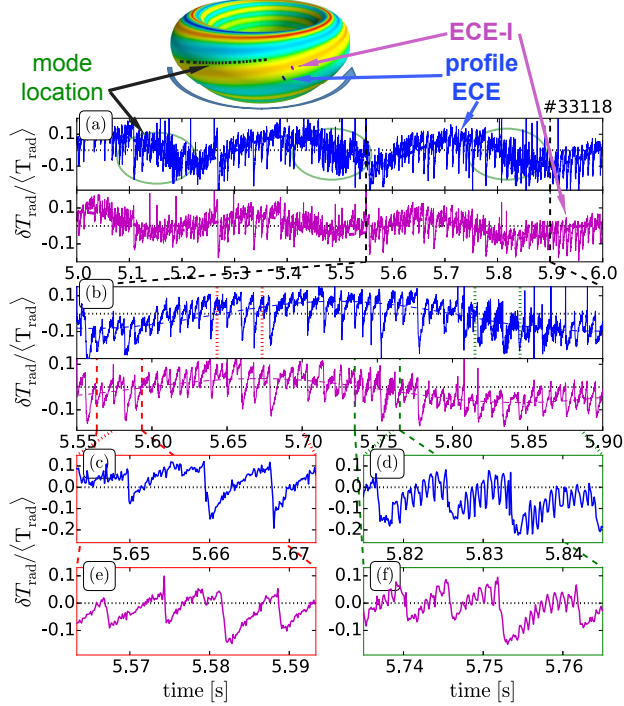 ECE-I
mode
location
profile
ECE
#33118
(a)
0.1
-0.1
0.1
-0.1
δT_rad/⟨T_rad⟩
5.0 5.1 5.2 5.3 5.4 5.5 5.6 5.7 5.8 5.9 6.0
(b)
0.1
-0.1
0.1
-0.1
δT_rad/⟨T_rad⟩
5.55 5.60 5.65 5.70 5.75 5.80 5.85 5.90
(c)
(d)
0.1
0.0
-0.1
0.1
0.0
-0.1
-0.2
5.65 5.66 5.67
5.82 5.83 5.84
δT_rad/⟨T_rad⟩
(e)
(f)
0.0
-0.1
0.0
-0.1
5.57 5.58 5.59
5.74 5.75 5.76
time [s]
time [s]